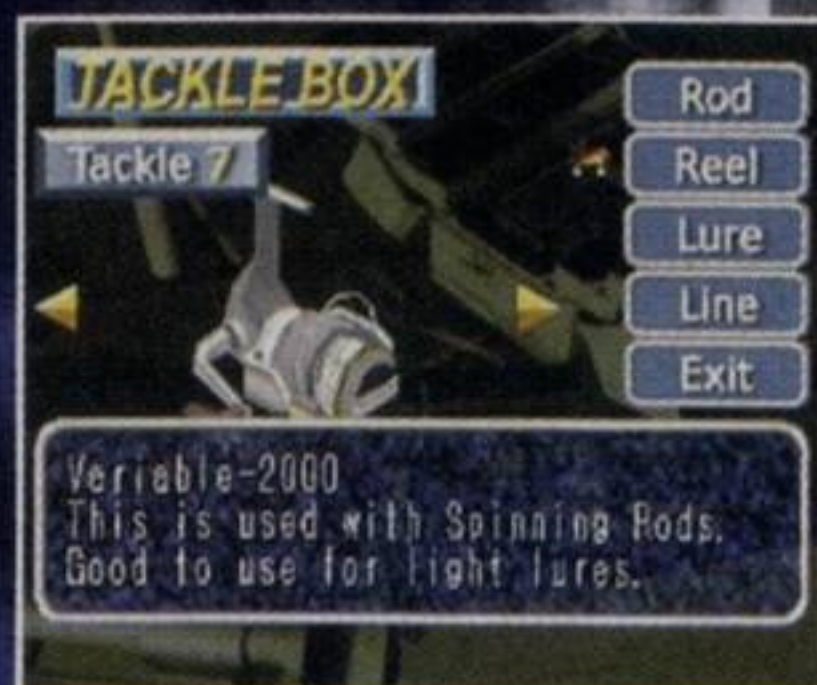 TACKLE BOX
Tackle 7
Rod
Reel
Lure
Line
Exit
Variable-2000
This is used with Spinning Rods.
Good to use for light lures.